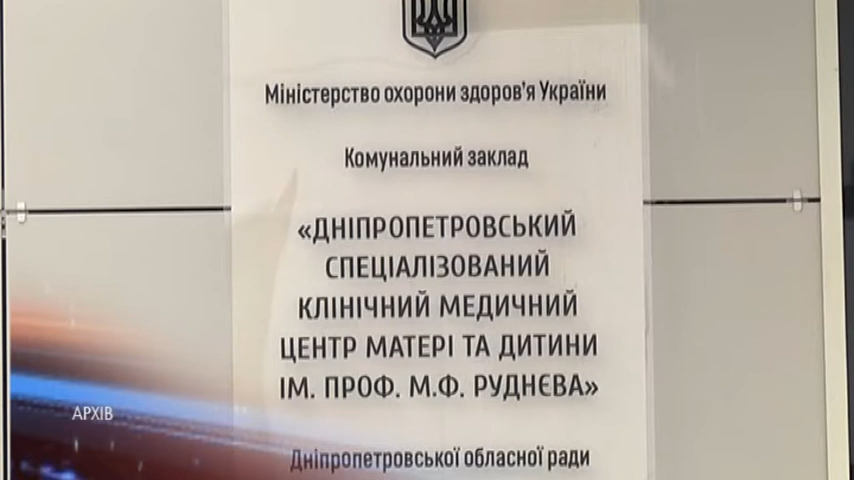 Міністерство охорони здоров'я України
Комунальний заклад
«ДНІПРОПЕТРОВСЬКИЙ
СПЕЦІАЛІЗОВАНИЙ
КЛІНІЧНИЙ МЕДИЧНИЙ
ЦЕНТР МАТЕРІ ТА ДИТИНИ
ІМ. ПРОФ. М.Ф. РУДНЄВА»
АРХІВ
Дніпропетровської обласної ради